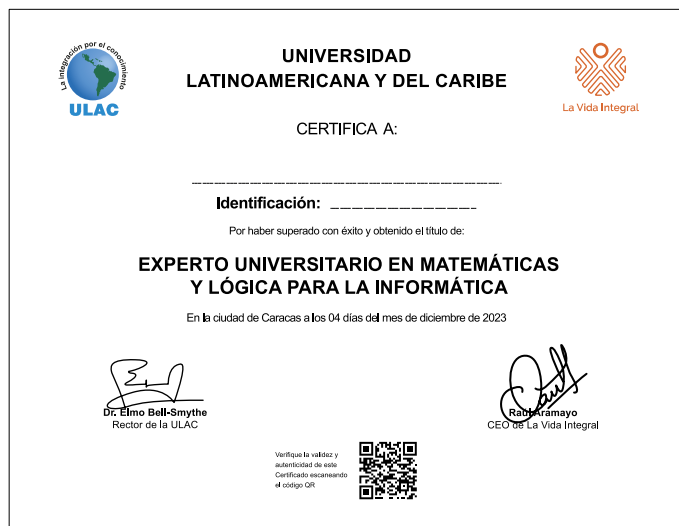 La integración por el conocimiento
ULAC
UNIVERSIDAD
LATINOAMERICANA Y DEL CARIBE
La Vida Integral
CERTIFICA A:
Identificación:
Por haber superado con éxito y obtenido el título de:
EXPERTO UNIVERSITARIO EN MATEMÁTICAS
Y LÓGICA PARA LA INFORMÁTICA
En la ciudad de Caracas a los 04 días del mes de diciembre de 2023
Dr. Elmo Bell-Smythe
Rector de la ULAC
Raúl Aramayo
CEO de La Vida Integral
Verifique la validez y
autenticidad de este
Certificado escaneando
el código QR